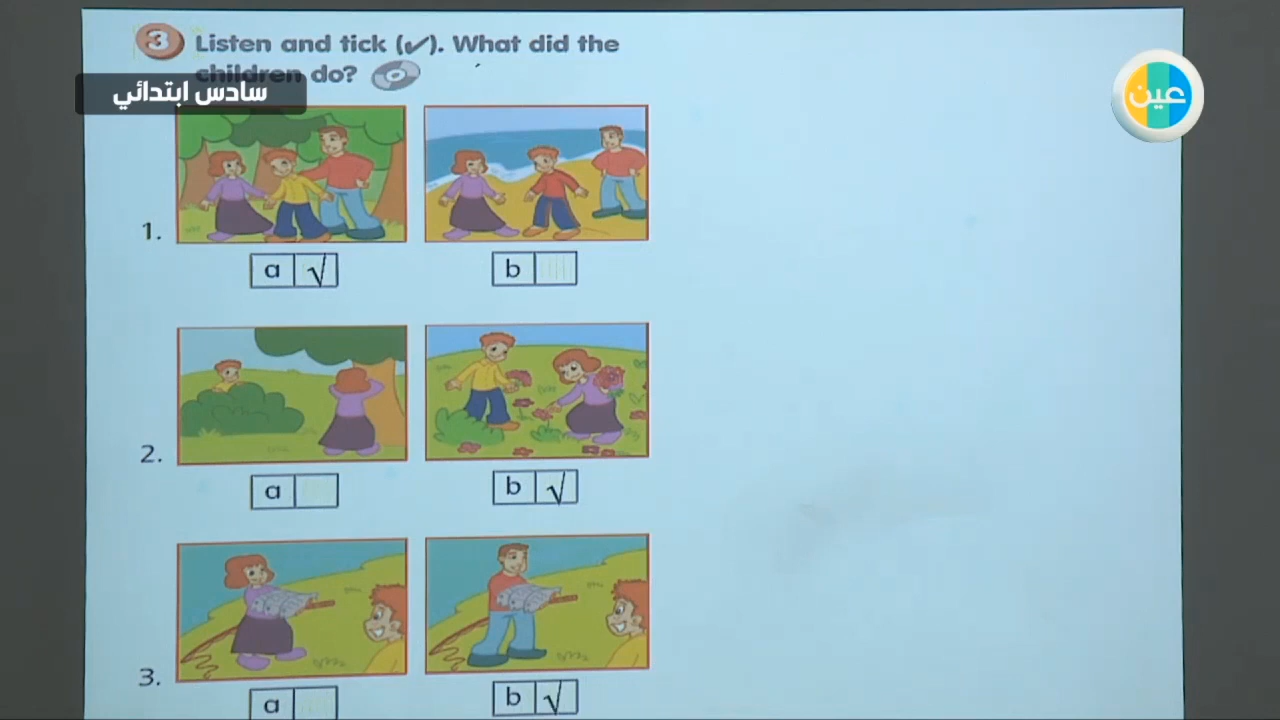 3 Listen and tick (✓). What did the
children do?
سادس ابتدائي
عين
1.
a √
b
2.
a
b √
3.
a
b √